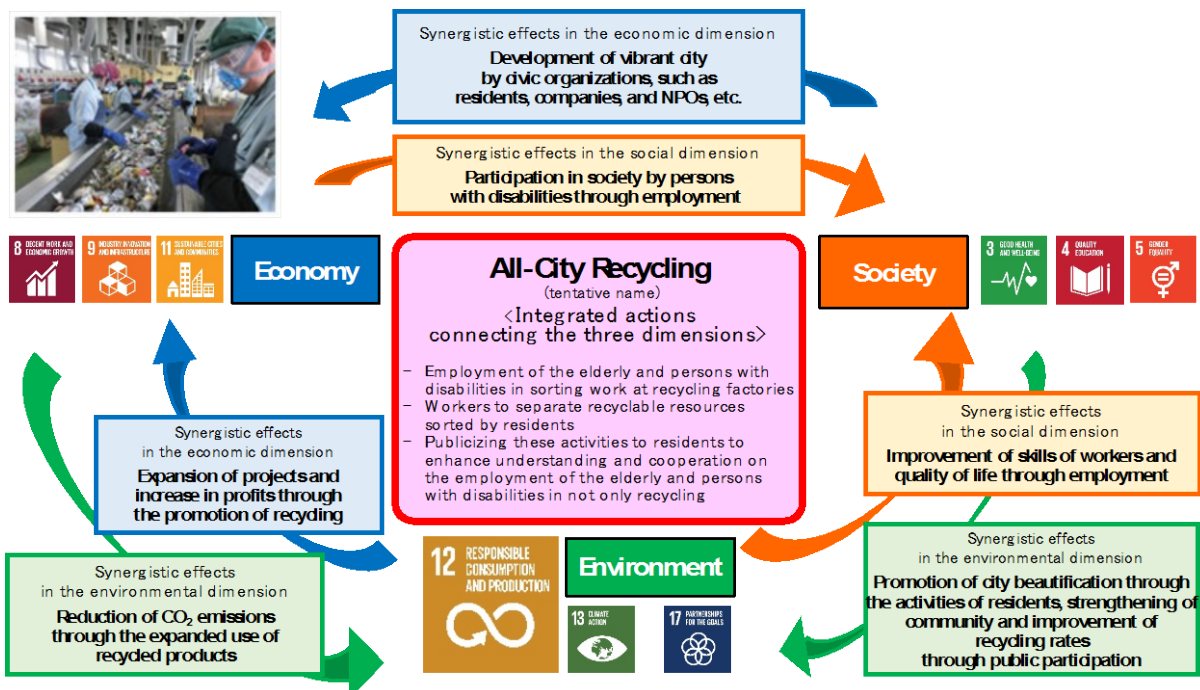 Synergistic effects in the economic dimension
Development of vibrant city
by civic organizations, such as
residents, companies, and NPOs, etc.
Synergistic effects in the social dimension
Participation in society by persons
with disabilities through employment
8 DECENT WORK AND
ECONOMIC GROWTH
9 INDUSTRY INNOVATION
AND INFRASTRUCTURE
11 SUSTAINABLE CITIES
AND COMMUNITIES
Economy
All-City Recycling
(tentative name)
<Integrated actions
connecting the three dimensions>
- Employment of the elderly and persons with
disabilities in sorting work at recycling factories
- Workers to separate recyclable resources
sorted by residents
- Publicizing these activities to residents to
enhance understanding and cooperation on
the employment of the elderly and persons
with disabilities in not only recycling
Society
3 GOOD HEALTH
AND WELL-BEING
4 QUALITY
EDUCATION
5 GENDER
EQUALITY
Synergistic effects
in the economic dimension
Expansion of projects and
increase in profits through
the promotion of recycling
Synergistic effects
in the social dimension
Improvement of skills of workers and
quality of life through employment
Synergistic effects
in the environmental dimension
Reduction of CO₂ emissions
through the expanded use of
recycled products
12 RESPONSIBLE
CONSUMPTION
AND PRODUCTION
Environment
13 CLIMATE
ACTION
17 PARTNERSHIPS
FOR THE GOALS
Synergistic effects
in the environmental dimension
Promotion of city beautification through
the activities of residents, strengthening of
community and improvement of
recycling rates
through public participation